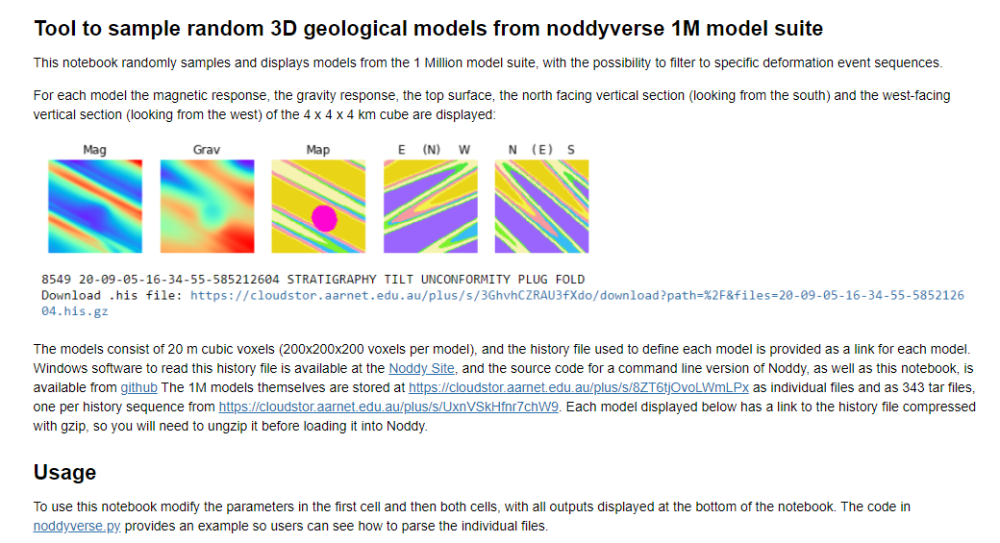 Tool to sample random 3D geological models from noddyverse 1M model suite
This notebook randomly samples and displays models from the 1 Million model suite, with the possibility to filter to specific deformation event sequences.
For each model the magnetic response, the gravity response, the top surface, the north facing vertical section (looking from the south) and the west-facing
vertical section (looking from the west) of the 4 x 4 x 4 km cube are displayed:
Mag Grav Map E (N) W N (E) S
8549 20-09-05-16-34-55-585212604 STRATIGRAPHY TILT UNCONFORMITY PLUG FOLD
Download .his file: https://cloudstor.aarnet.edu.au/plus/s/3GhvhCZRAU3fXdo/download?path=%2F&files=20-09-05-16-34-55-5852126
04.his.gz
The models consist of 20 m cubic voxels (200x200x200 voxels per model), and the history file used to define each model is provided as a link for each model.
Windows software to read this history file is available at the Noddy Site, and the source code for a command line version of Noddy, as well as this notebook, is
available from github The 1M models themselves are stored at https://cloudstor.aarnet.edu.au/plus/s/8ZT6tjOvoLWmLPx as individual files and as 343 tar files,
one per history sequence from https://cloudstor.aarnet.edu.au/plus/s/UxnVSkHfnr7chW9. Each model displayed below has a link to the history file compressed
with gzip, so you will need to ungzip it before loading it into Noddy.
Usage
To use this notebook modify the parameters in the first cell and then both cells, with all outputs displayed at the bottom of the notebook. The code in
noddyverse.py provides an example so users can see how to parse the individual files.